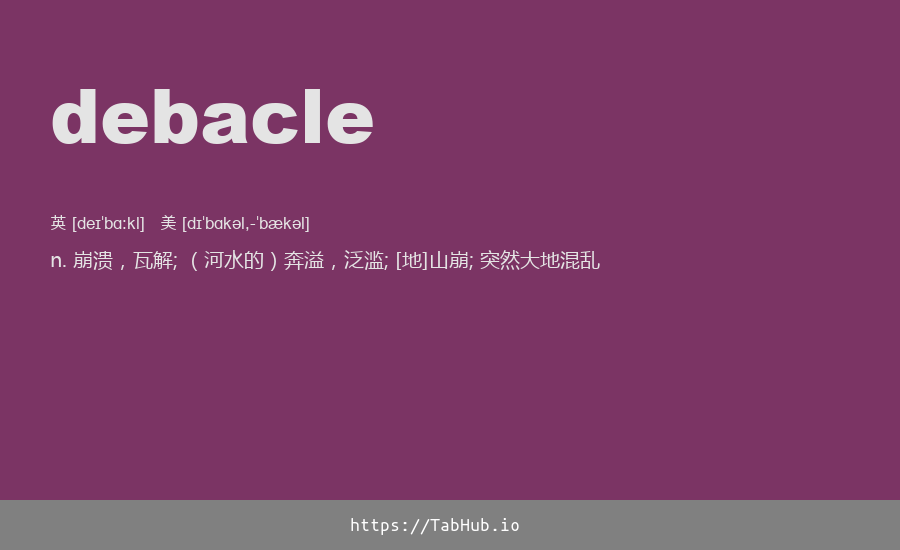 debacle
英 [deɪˈbɑːkl]   美 [dɪˈbɑkəl,-ˈbækəl]
n. 崩溃，瓦解; （河水的）奔溢，泛滥; [地]山崩; 突然大地混乱
https://TabHub.io